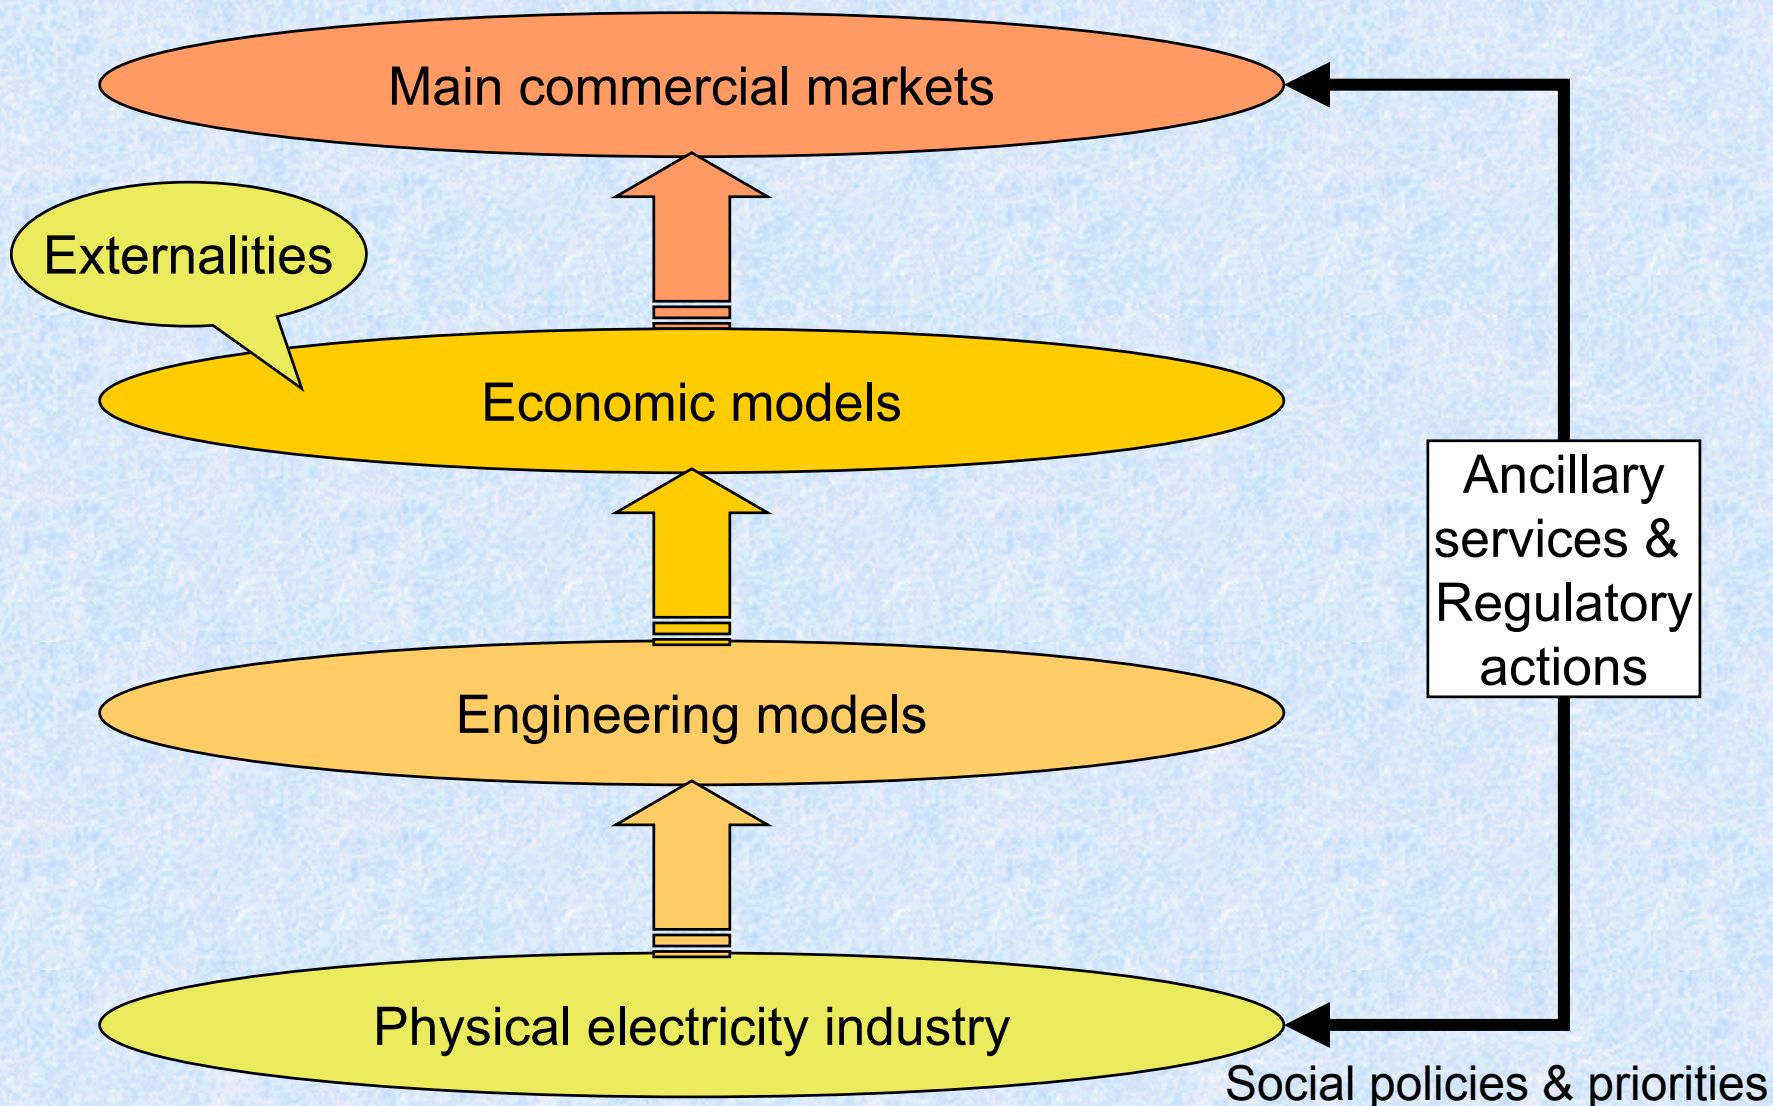 Main commercial markets
Externalities
Economic models
Ancillary
services &
Regulatory
actions
Engineering models
Physical electricity industry
Social policies & priorities